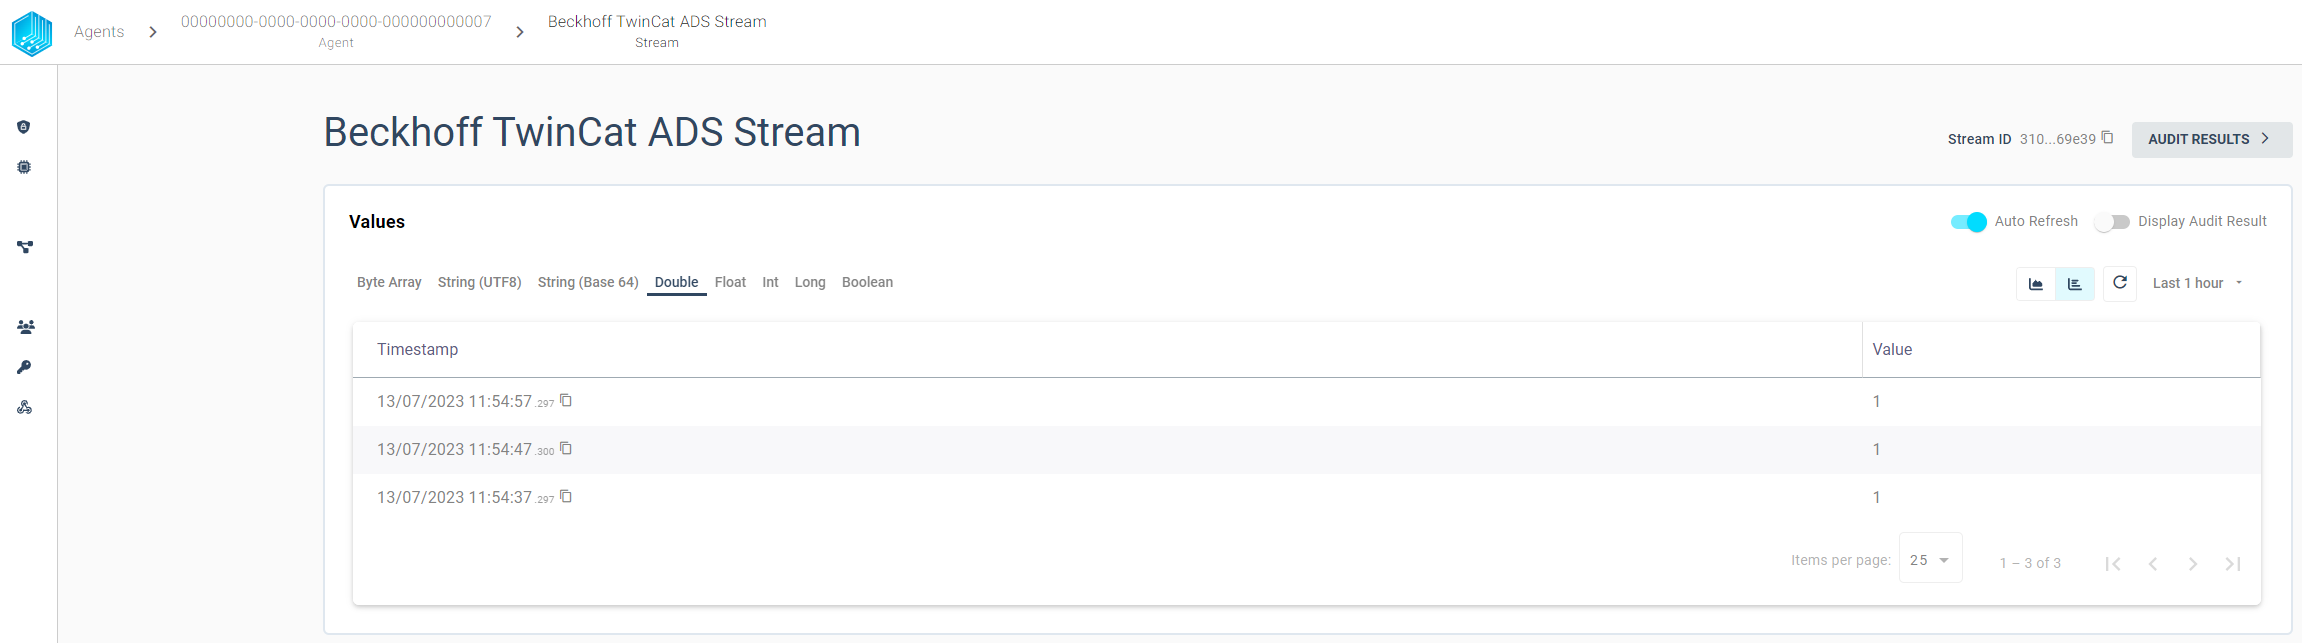 Agents
00000000-0000-0000-0000-000000000007
Agent
Beckhoff TwinCat ADS Stream
Stream
Beckhoff TwinCat ADS Stream
Stream ID 310...69e39
AUDIT RESULTS
Values
Auto Refresh
Display Audit Result
Byte Array String (UTF8) String (Base 64) Double Float Int Long Boolean
Last 1 hour
Timestamp Value
13/07/2023 11:54:57.297 1
13/07/2023 11:54:47.300 1
13/07/2023 11:54:37.297 1
Items per page: 25 1 – 3 of 3